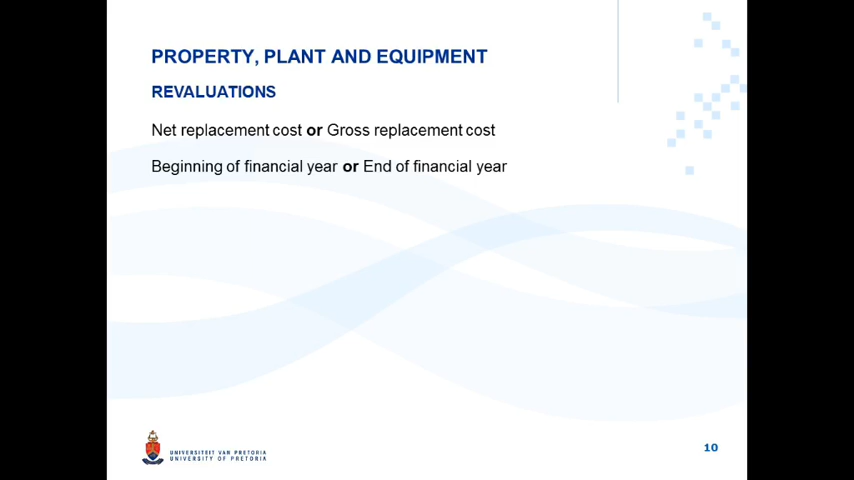 PROPERTY, PLANT AND EQUIPMENT
REVALUATIONS
Net replacement cost or Gross replacement cost
Beginning of financial year or End of financial year
UNIVERSITEIT VAN PRETORIA
UNIVERSITY OF PRETORIA
10